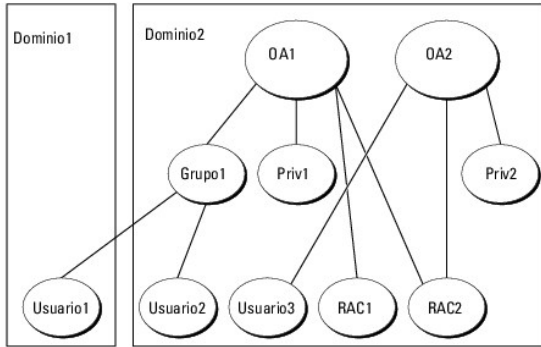 Dominio1
Dominio2
OA1
OA2
Grupo1
Priv1
Priv2
Usuario1
Usuario2
Usuario3
RAC1
RAC2